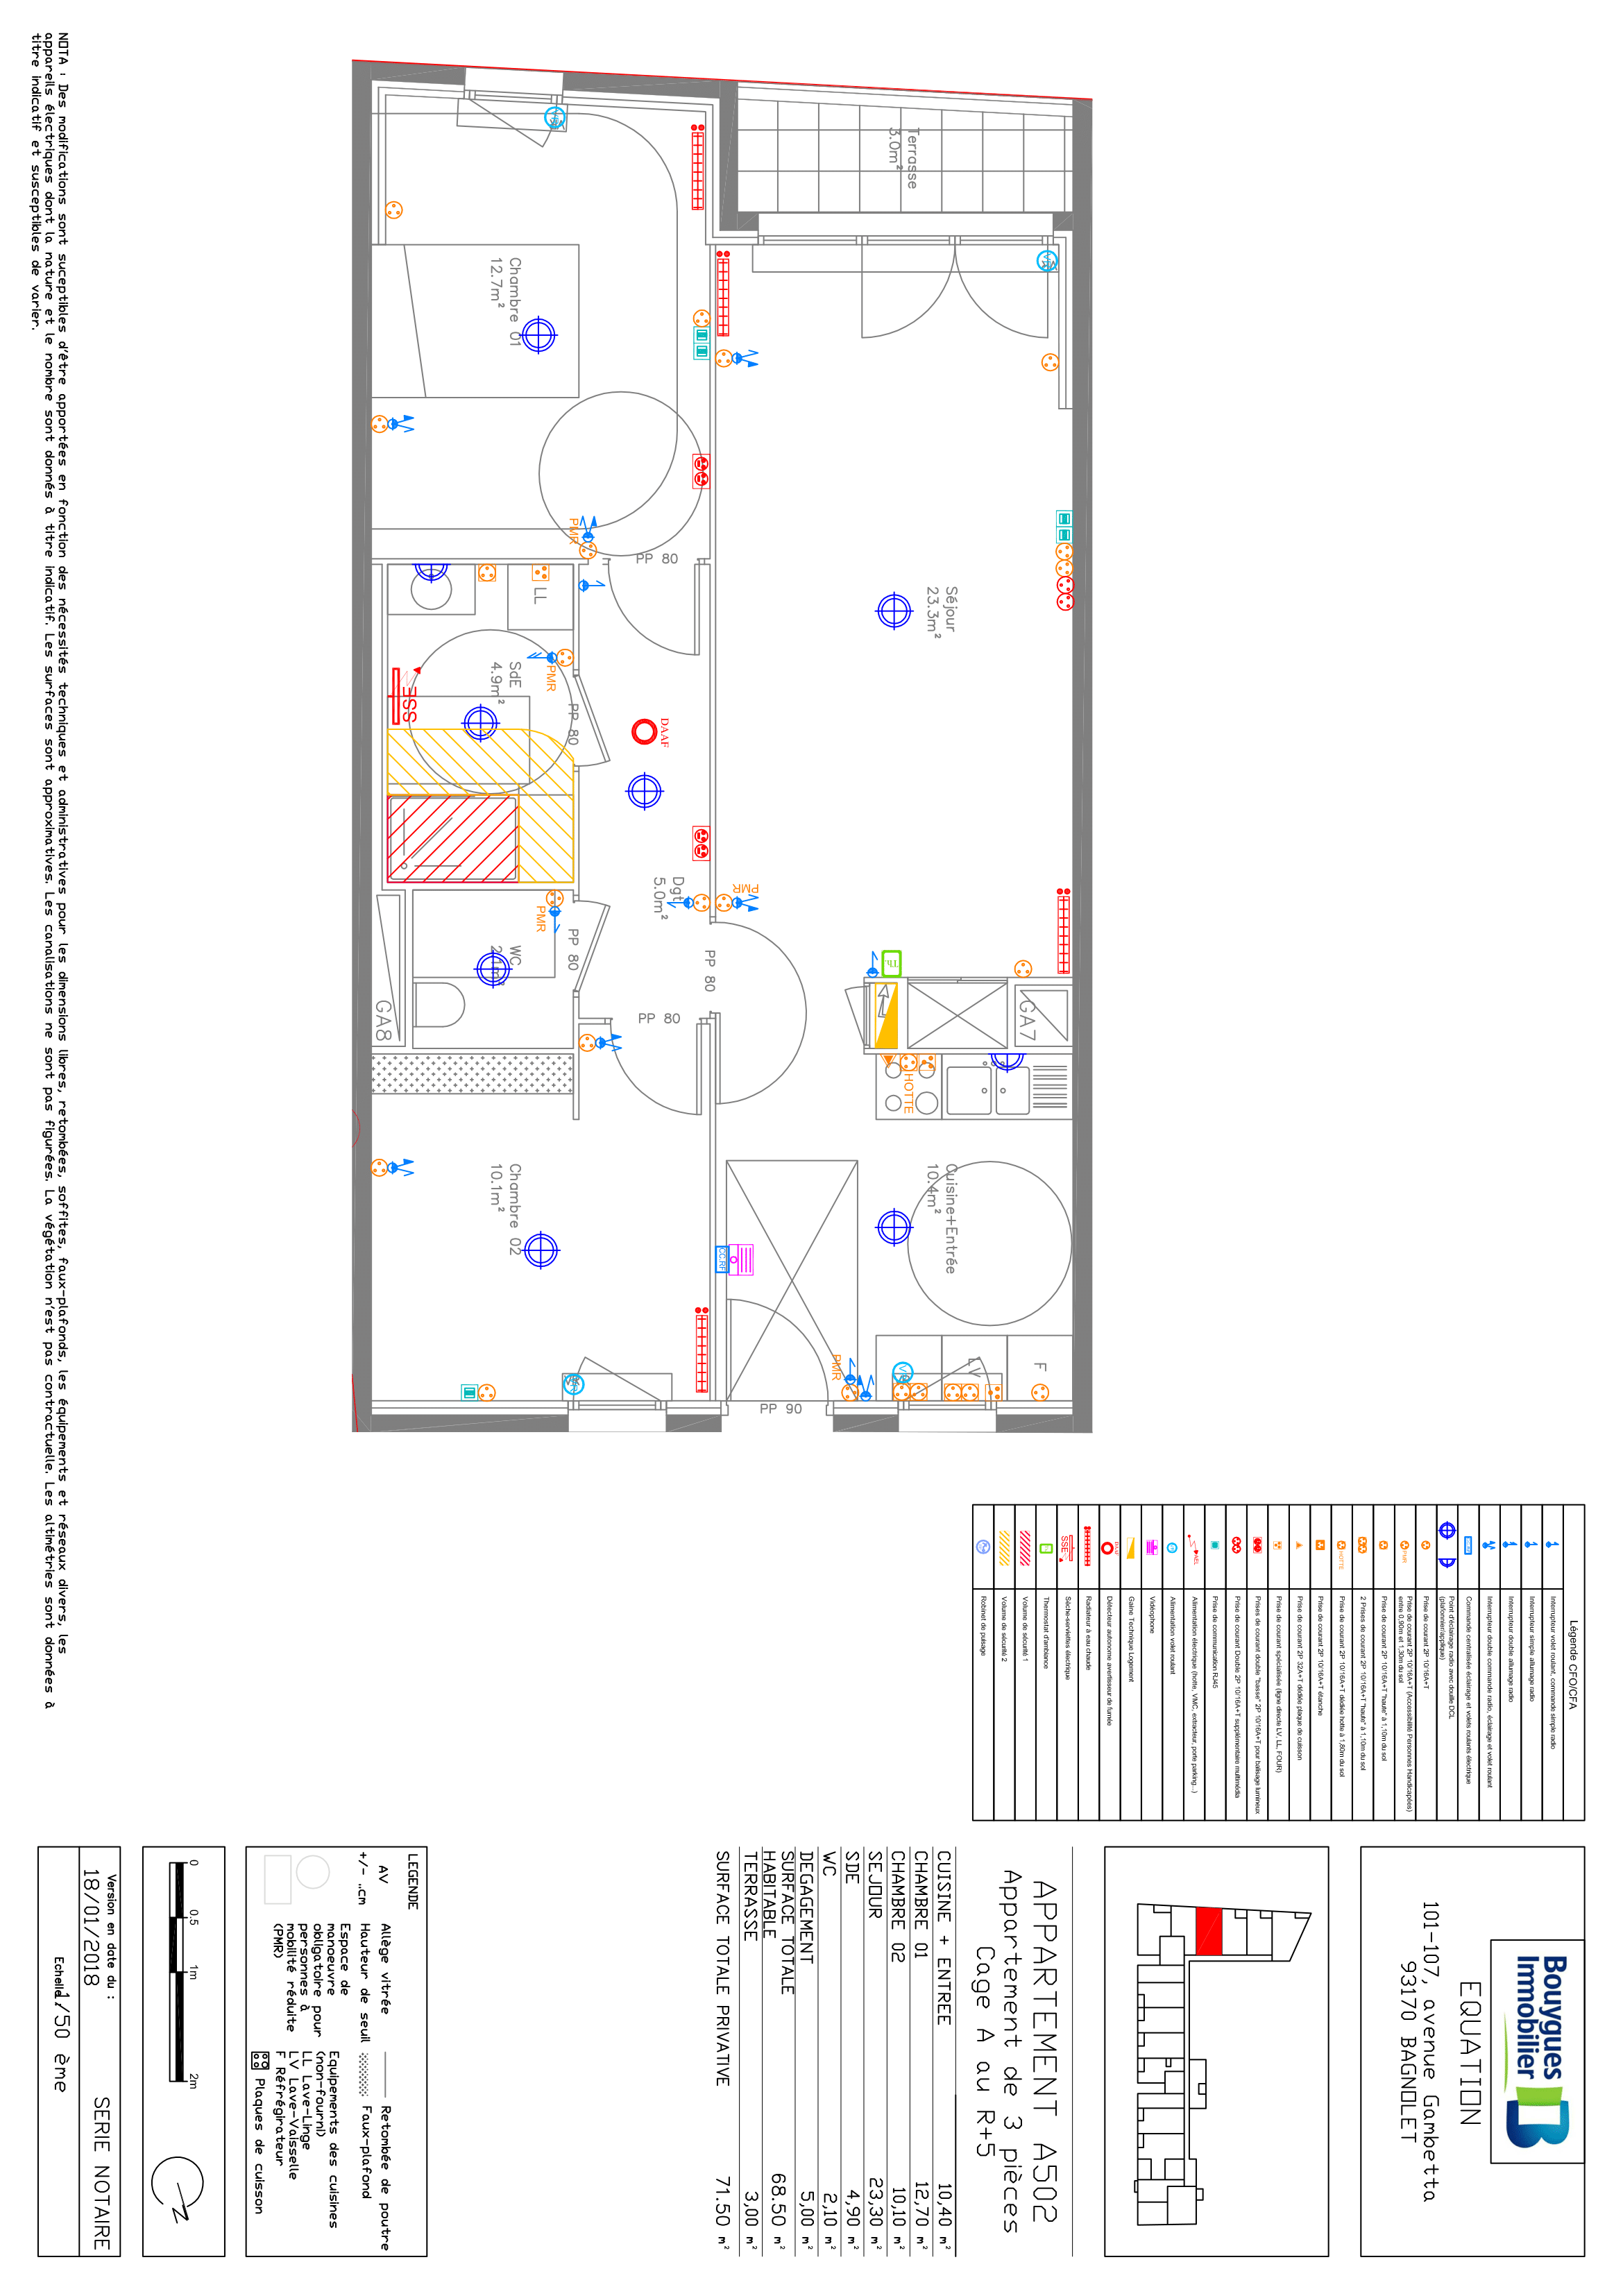 Bouygues
Immobilier
EQUATION
101-107, avenue Gambetta
93170 BAGNOLET
APPARTEMENT A502
Appartement de 3 pièces
Cage A au R+5
CUISINE + ENTREE 10,40 m²
CHAMBRE 01 12,70 m²
CHAMBRE 02 10,10 m²
SEJOUR 23,30 m²
SDE 4,90 m²
WC 2,10 m²
DEGAGEMENT 5,00 m²
SURFACE TOTALE
HABITABLE 68.50 m²
TERRASSE 3,00 m²
SURFACE TOTALE PRIVATIVE 71.50 m²
LEGENDE
AV Allège vitrée
+/- ..cm Hauteur de seuil
Espace de
manoeuvre
obligatoire pour
personnes à
mobilité réduite
(PMR)
Retombée de poutre
Faux-plafond
Equipements des cuisines
(non-fourni)
LL Lave-Linge
LV Lave-Vaisselle
F Réfrigérateur
Plaques de cuisson
0 0.5 1m 2m
N
Version en date du :
18/01/2018
SERIE NOTAIRE
Echelle 1/50 ème
Légende CFO/CFA
Interrupteur volet roulant, commande simple radio
Interrupteur simple allumage radio
Interrupteur double allumage radio
Interrupteur double commande radio, éclairage et volet roulant
Commande centralisée éclairage et volets roulants électrique
Point d'éclairage radio avec douille DCL
(plafonnier/applique)
Prise de courant 2P 10/16A+T
PMR
Prise de courant 2P 10/16A+T (Accessibilité Personnes Handicapées)
entre 0,90m et 1,30m du sol
Prise de courant 2P 10/16A+T "haute" à 1,10m du sol
2 Prises de courant 2P 10/16A+T "haute" à 1,10m du sol
HOTTE
Prise de courant 2P 10/16A+T dédiée hotte à 1,80m du sol
Prise de courant 2P 10/16A+T étanche
Prise de courant 2P 32A+T dédiée plaque de cuisson
Prise de courant spécialisée (ligne directe LV, LL, FOUR)
Prises de courant double "basse" 2P 10/16A+T pour balisage lumineux
Prise de courant Double 2P 10/16A+T supplémentaire multimédia
Prise de communication RJ45
AEL
Alimentation électrique (hotte, VMC, extracteur, porte parking...)
Alimentation volet roulant
Vidéophone
Gaine Technique Logement
DAAF
Détecteur autonome avertisseur de fumée
Radiateur à eau chaude
SSE
Sèche-serviettes électrique
Thermostat d'ambiance
Volume de sécurité 1
Volume de sécurité 2
Robinet de puisage
Terrasse
3.0m²
VR
Chambre 01
12.7m²
Séjour
23.3m²
PMR
PP 80
LL
SdE
4.9m²
PMR
SSE
PP 80
DAAF
Dgt
5.0m²
PMR
PMR
WC
PP 80
PP 80
PP 80
GA8
GA7
HOTTE
Chambre 02
10.1m²
Cuisine+Entrée
10.4m²
PMR
LV
F
PP 90
NOTA : Des modifications sont suceptibles d'être apportées en fonction des nécessités techniques et administratives pour les dimensions libres, retombées, soffites, faux-plafonds, les équipements et réseaux divers, les
appareils électriques dont la nature et le nombre sont donnés à titre indicatif. Les surfaces sont approximatives. Les canalisations ne sont pas figurées. La végétation n'est pas contractuelle. Les altimétries sont données à
titre indicatif et susceptibles de varier.